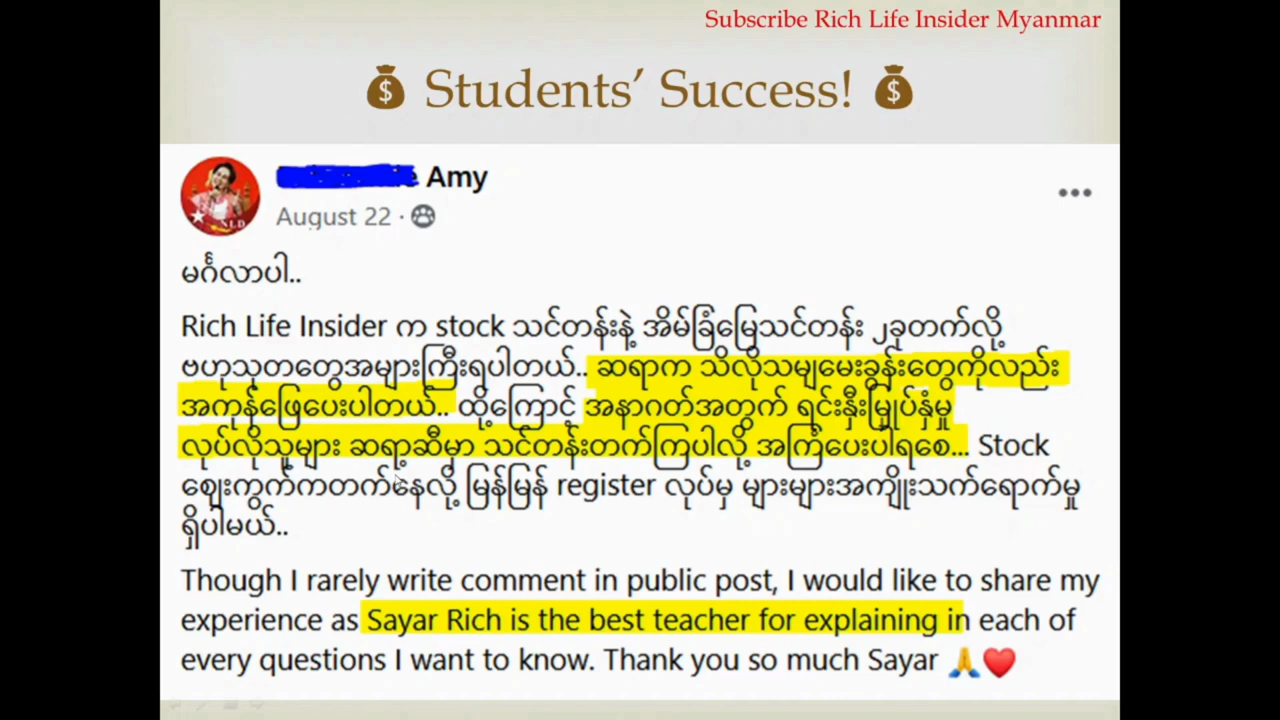 Subscribe Rich Life Insider Myanmar
Students’ Success!
Amy
August 22 ·
NLD
မင်္ဂလာပါ..
Rich Life Insider က stock သင်တန်းနဲ့ အိမ်ခြံမြေသင်တန်း ၂ခုတက်လို့
ဗဟုသုတတွေအများကြီးရပါတယ်.. ဆရာက သိလိုသမျှမေးခွန်းတွေကိုလည်း
အကုန်ဖြေပေးပါတယ်.. ထို့ကြောင့် အနာဂတ်အတွက် ရင်းနှီးမြှုပ်နှံမှု
လုပ်လိုသူများ ဆရာ့ဆီမှာ သင်တန်းတက်ကြပါလို့ အကြံပေးပါရစေ... Stock
ဈေးကွက်ကတက်နေလို့ မြန်မြန် register လုပ်မှ များများအကျိုးသက်ရောက်မှု
ရှိပါမယ်..
Though I rarely write comment in public post, I would like to share my
experience as Sayar Rich is the best teacher for explaining in each of
every questions I want to know. Thank you so much Sayar 🙏❤️